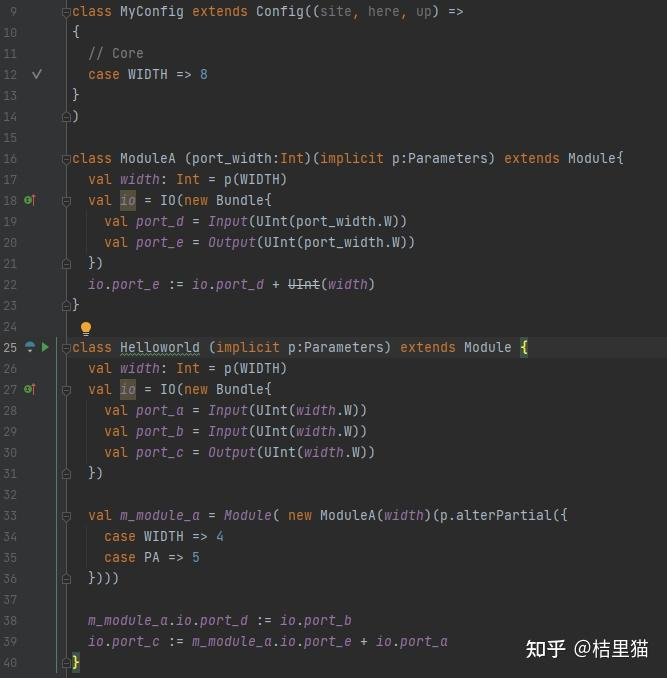 9 class MyConfig extends Config((site, here, up) =>
10 {
11   // Core
12   case WIDTH => 8
13 }
14 )
15
16 class ModuleA (port_width:Int)(implicit p:Parameters) extends Module{
17   val width: Int = p(WIDTH)
18   val io = IO(new Bundle{
19     val port_d = Input(UInt(port_width.W))
20     val port_e = Output(UInt(port_width.W))
21   })
22   io.port_e := io.port_d + UInt(width)
23 }
24
25 class Helloworld (implicit p:Parameters) extends Module {
26   val width: Int = p(WIDTH)
27   val io = IO(new Bundle{
28     val port_a = Input(UInt(width.W))
29     val port_b = Input(UInt(width.W))
30     val port_c = Output(UInt(width.W))
31   })
32
33   val m_module_a = Module( new ModuleA(width)(p.alterPartial({
34     case WIDTH => 4
35     case PA => 5
36   })))
37
38   m_module_a.io.port_d := io.port_b
39   io.port_c := m_module_a.io.port_e + io.port_a
40 }
知乎 @桔里猫